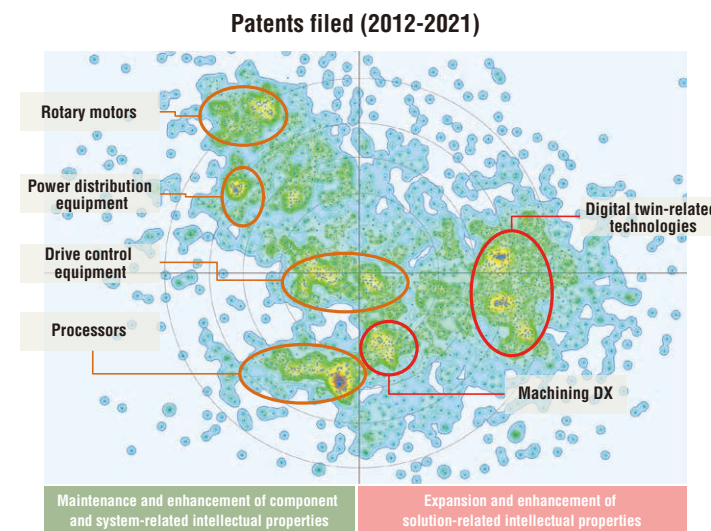 Patents filed (2012-2021)
Rotary motors
Power distribution
equipment
Digital twin-related
technologies
Drive control
equipment
Processors
Machining DX
Maintenance and enhancement of component
and system-related intellectual properties
Expansion and enhancement of
solution-related intellectual properties